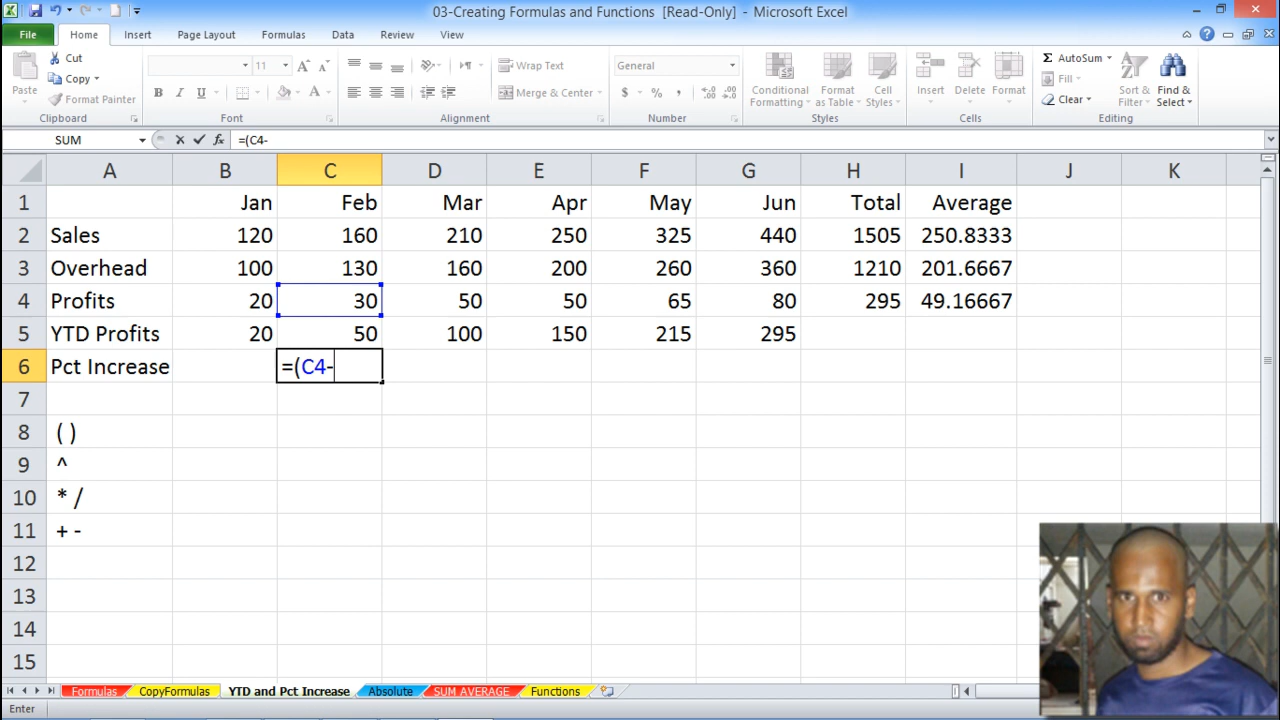 03-Creating Formulas and Functions [Read-Only] - Microsoft Excel
File Home Insert Page Layout Formulas Data Review View
Cut 11 A A Wrap Text General AutoSum
Copy Fill
Paste Format Painter B I U A Merge & Center $ % , Conditional Formatting Format as Table Cell Styles Insert Delete Format Clear Sort & Filter Find & Select
Clipboard Font Alignment Number Styles Cells Editing
SUM fx =(C4-
A B C D E F G H I J K
1 Jan Feb Mar Apr May Jun Total Average
2 Sales 120 160 210 250 325 440 1505 250.8333
3 Overhead 100 130 160 200 260 360 1210 201.6667
4 Profits 20 30 50 50 65 80 295 49.16667
5 YTD Profits 20 50 100 150 215 295
6 Pct Increase =(C4-
7
8 ( )
9 ^
10 * /
11 + -
12
13
14
15
Formulas CopyFormulas YTD and Pct Increase Absolute SUM AVERAGE Functions
Enter